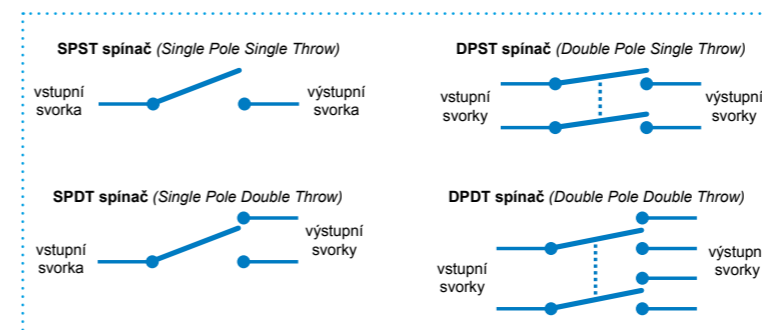 SPST spínač (Single Pole Single Throw)
vstupní
svorka
výstupní
svorka
DPST spínač (Double Pole Single Throw)
vstupní
svorky
výstupní
svorky
SPDT spínač (Single Pole Double Throw)
vstupní
svorka
výstupní
svorky
DPDT spínač (Double Pole Double Throw)
vstupní
svorky
výstupn
svorky